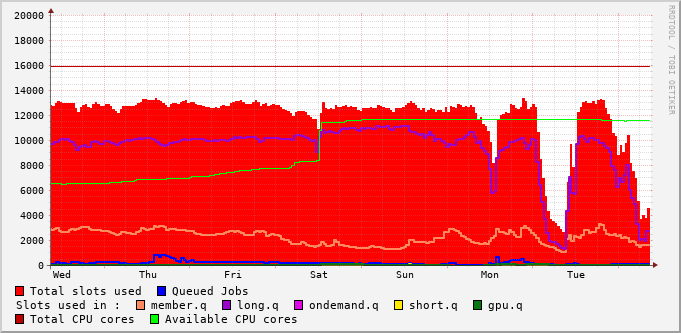 20000
18000
16000
14000
12000
10000
8000
6000
4000
2000
0
Wed Thu Fri Sat Sun Mon Tue
RRDTOOL / TOBI OETIKER
Total slots used Queued Jobs
Slots used in : member.q long.q ondemand.q short.q gpu.q
Total CPU cores Available CPU cores